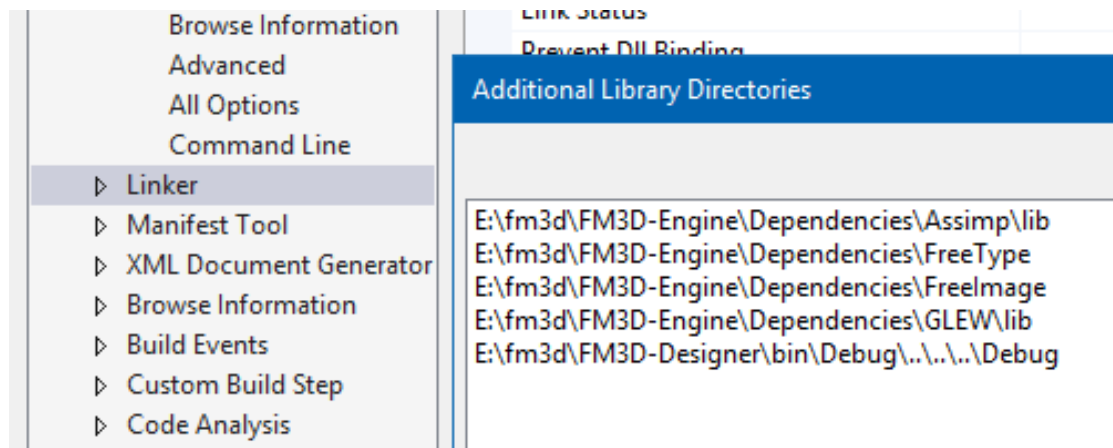 Browse Information
Advanced
All Options
Command Line
Linker
Manifest Tool
XML Document Generator
Browse Information
Build Events
Custom Build Step
Code Analysis
Link Status
Prevent Dll Binding
Additional Library Directories
E:\fm3d\FM3D-Engine\Dependencies\Assimp\lib
E:\fm3d\FM3D-Engine\Dependencies\FreeType
E:\fm3d\FM3D-Engine\Dependencies\FreeImage
E:\fm3d\FM3D-Engine\Dependencies\GLEW\lib
E:\fm3d\FM3D-Designer\bin\Debug\..\..\..\Debug